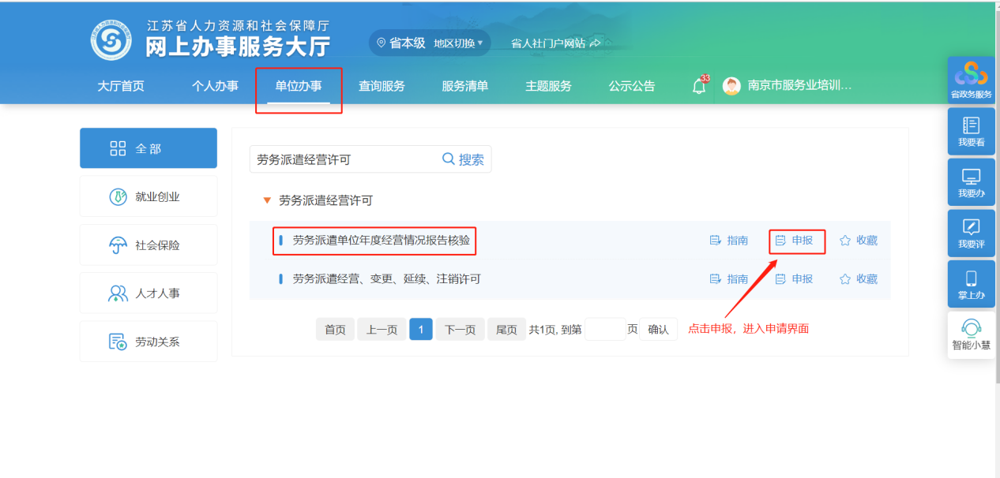 江苏省人力资源和社会保障厅
网上办事服务大厅
省本级 地区切换
省人社门户网站
大厅首页 个人办事 单位办事 查询服务 服务清单 主题服务 公示公告 33 南京市服务业培训...
省政务服务
我要看
我要办
我要评
掌上办
智能小慧
全部
就业创业
社会保险
人才人事
劳动关系
劳务派遣经营许可 搜索
劳务派遣经营许可
劳务派遣单位年度经营情况报告核验 指南 申报 收藏
劳务派遣经营、变更、延续、注销许可 指南 申报 收藏
首页 上一页 1 下一页 尾页 共1页, 到第 页 确认
点击申报，进入申请界面